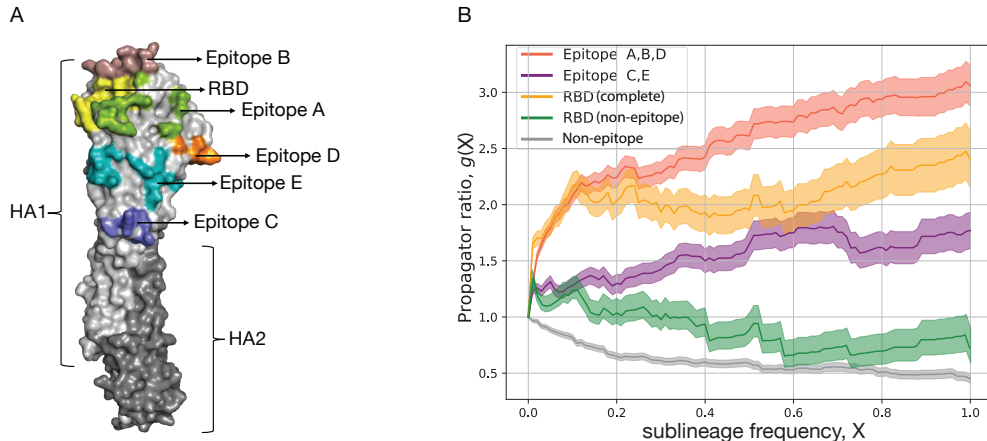 A
Epitope B
RBD
Epitope A
Epitope D
Epitope E
HA1
Epitope C
HA2
B
Propagator ratio, g(X)
3.0
2.5
2.0
1.5
1.0
0.5
Epitope A,B,D
Epitope C,E
RBD (complete)
RBD (non-epitope)
Non-epitope
0.0 0.2 0.4 0.6 0.8 1.0
sublineage frequency, X